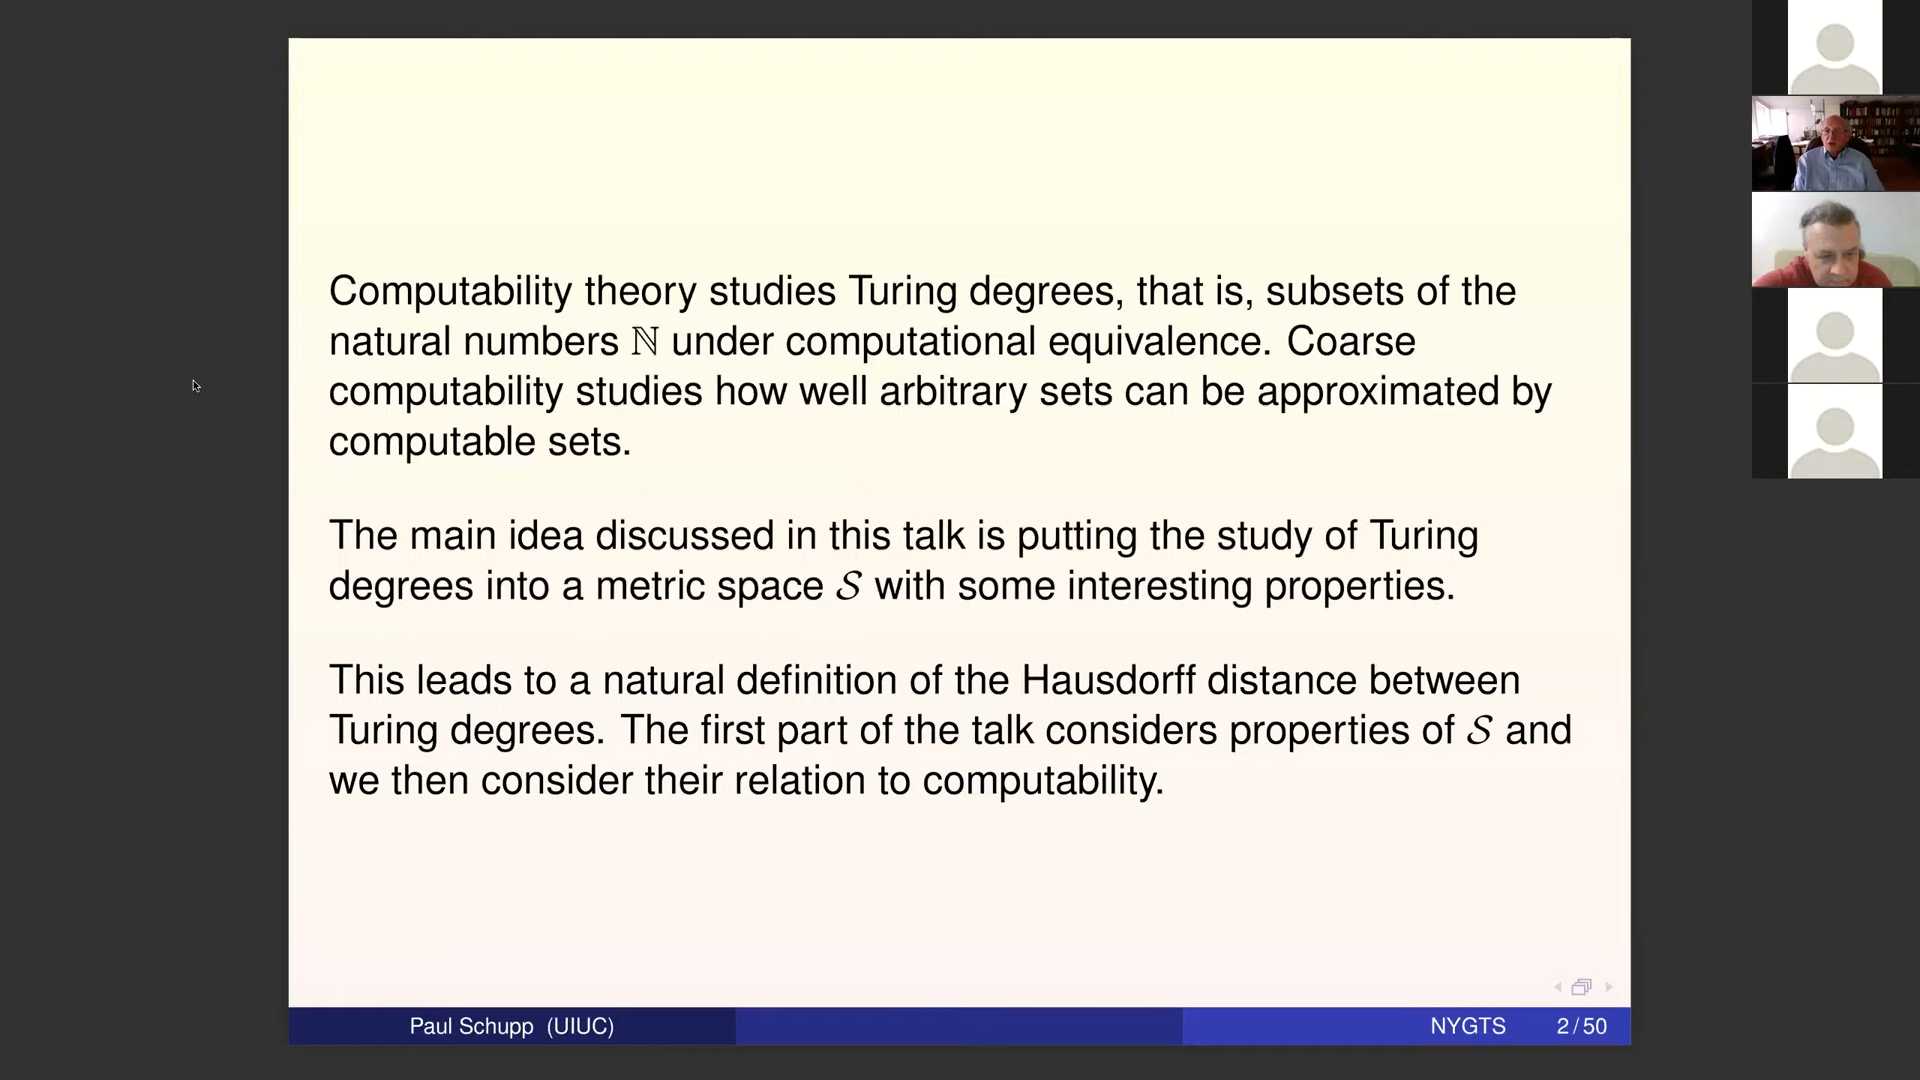 Computability theory studies Turing degrees, that is, subsets of the
natural numbers ℕ under computational equivalence. Coarse
computability studies how well arbitrary sets can be approximated by
computable sets.
The main idea discussed in this talk is putting the study of Turing
degrees into a metric space 𝒮 with some interesting properties.
This leads to a natural definition of the Hausdorff distance between
Turing degrees. The first part of the talk considers properties of 𝒮 and
we then consider their relation to computability.
Paul Schupp (UIUC) NYGTS 2 / 50